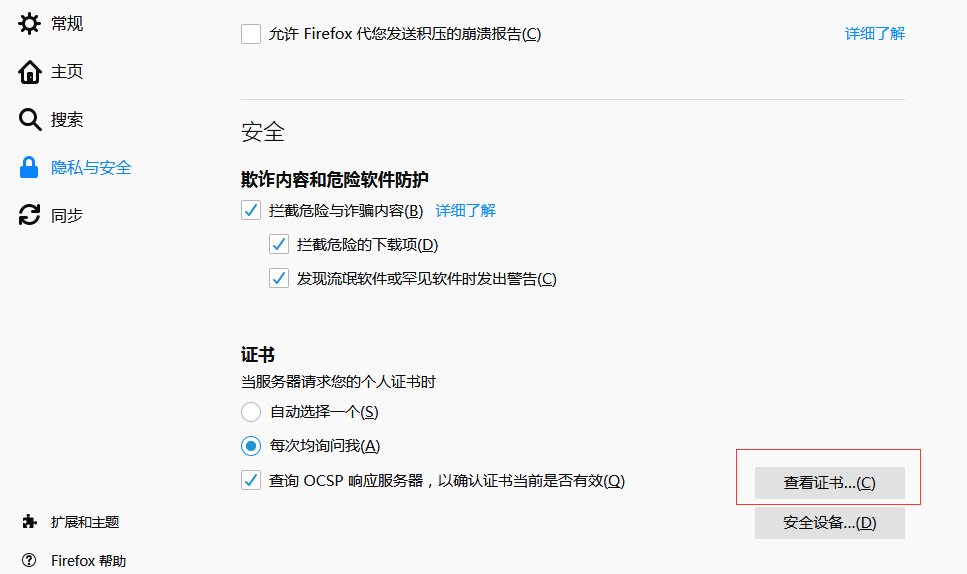 常规
主页
搜索
隐私与安全
同步
扩展和主题
Firefox 帮助
允许 Firefox 代您发送积压的崩溃报告(C) 详细了解
安全
欺诈内容和危险软件防护
拦截危险与诈骗内容(B) 详细了解
拦截危险的下载项(D)
发现流氓软件或罕见软件时发出警告(C)
证书
当服务器请求您的个人证书时
自动选择一个(S)
每次均询问我(A)
查询 OCSP 响应服务器，以确认证书当前是否有效(Q)
查看证书...(C)
安全设备...(D)